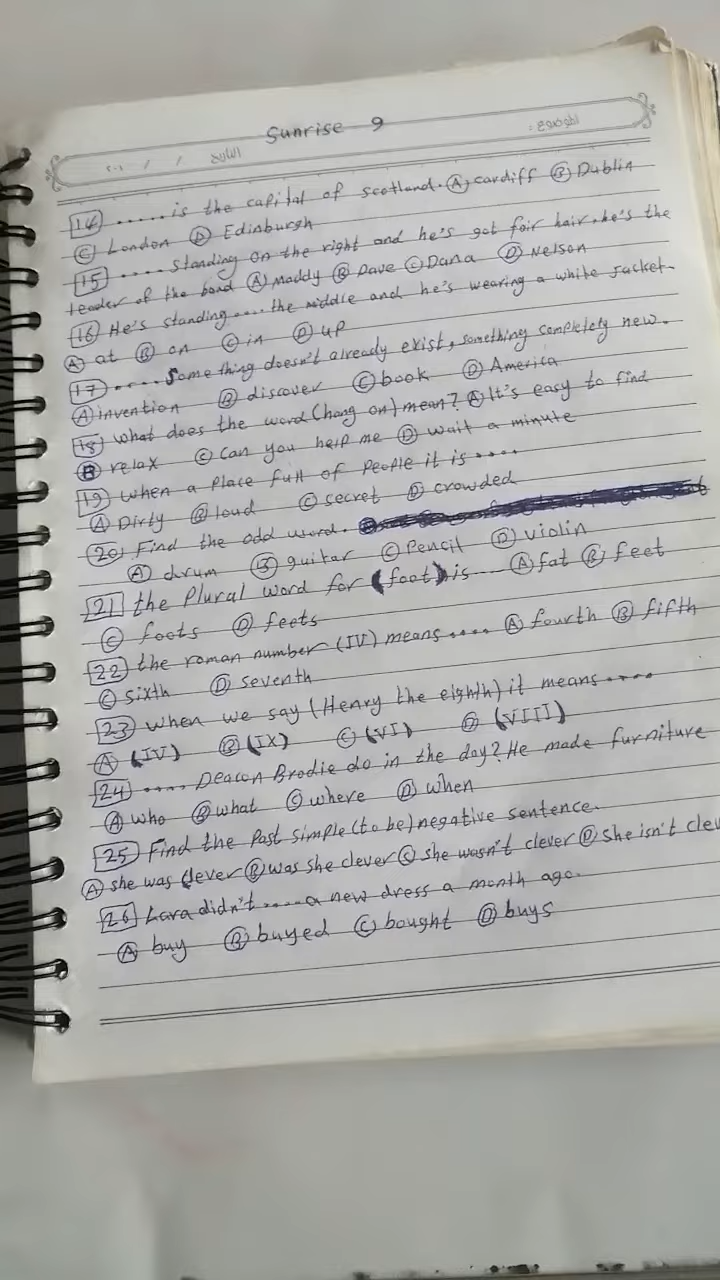 Sunrise 9
الموضوع : التاريخ / / ٢٠٠
14 ..... is the capital of scotland. Ⓐ cardiff Ⓑ Dublin
Ⓒ London Ⓓ Edinburgh
15 .... Standing on the right and he's got fair hair. he's the
leader of the band Ⓐ Maddy Ⓑ Dave Ⓒ Dana Ⓓ Nelson
16 He's standing .... the middle and he's wearing a white Jacket.
Ⓐ at Ⓑ on Ⓒ in Ⓓ up
17 ..... Something doesn't already exist, something completely new.
Ⓐ invention Ⓑ discover Ⓒ book Ⓓ America
18 what does the word (hang on) mean? Ⓐ It's easy to find
Ⓑ relax Ⓒ can you help me Ⓓ wait a minute
19 when a Place full of People it is ....
Ⓐ Dirty Ⓑ loud Ⓒ secret Ⓓ crowded
20 Find the odd word.
Ⓐ drum Ⓑ guitar Ⓒ Pencil Ⓓ violin
21 the Plural word for (foot) is ... Ⓐ fat Ⓑ feet
Ⓒ foots Ⓓ feets
22 the roman number (IV) means .... Ⓐ fourth Ⓑ fifth
Ⓒ sixth Ⓓ seventh
23 when we say (Henry the eighth) it means ....
Ⓐ (IV) Ⓑ (IX) Ⓒ (VI) Ⓓ (VIII)
24 .... Deacon Brodie do in the day? He made furniture
Ⓐ who Ⓑ what Ⓒ where Ⓓ when
25 Find the Past simple (to be) negative sentence.
Ⓐ she was clever Ⓑ was she clever Ⓒ she wasn't clever Ⓓ She isn't clev
26 Lara didn't .... a new dress a month ago.
Ⓐ buy Ⓑ buyed Ⓒ bought Ⓓ buys